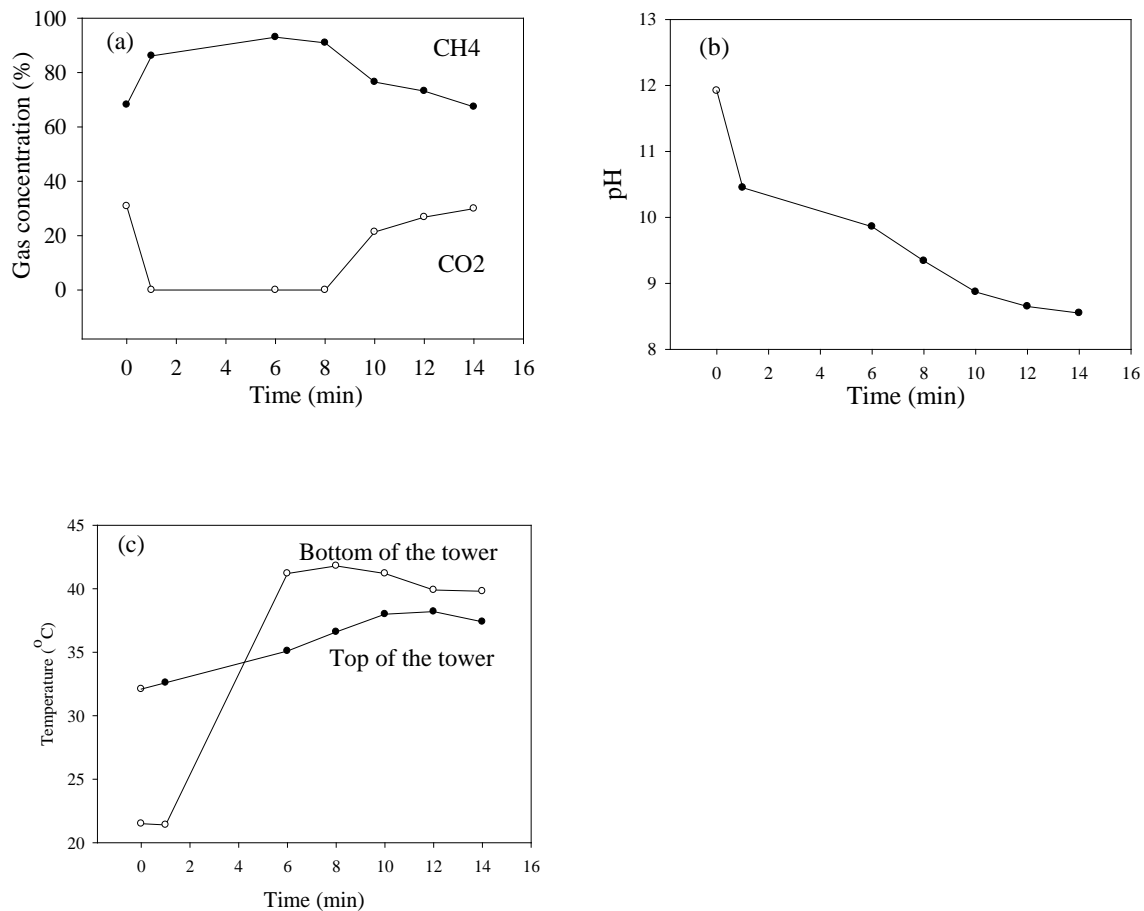 (a)
CH4
CO2
Gas concentration (%)
100
80
60
40
20
0
0 2 4 6 8 10 12 14 16
Time (min)
(b)
pH
13
12
11
10
9
8
0 2 4 6 8 10 12 14 16
Time (min)
(c)
Bottom of the tower
Top of the tower
Temperature (°C)
45
40
35
30
25
20
0 2 4 6 8 10 12 14 16
Time (min)